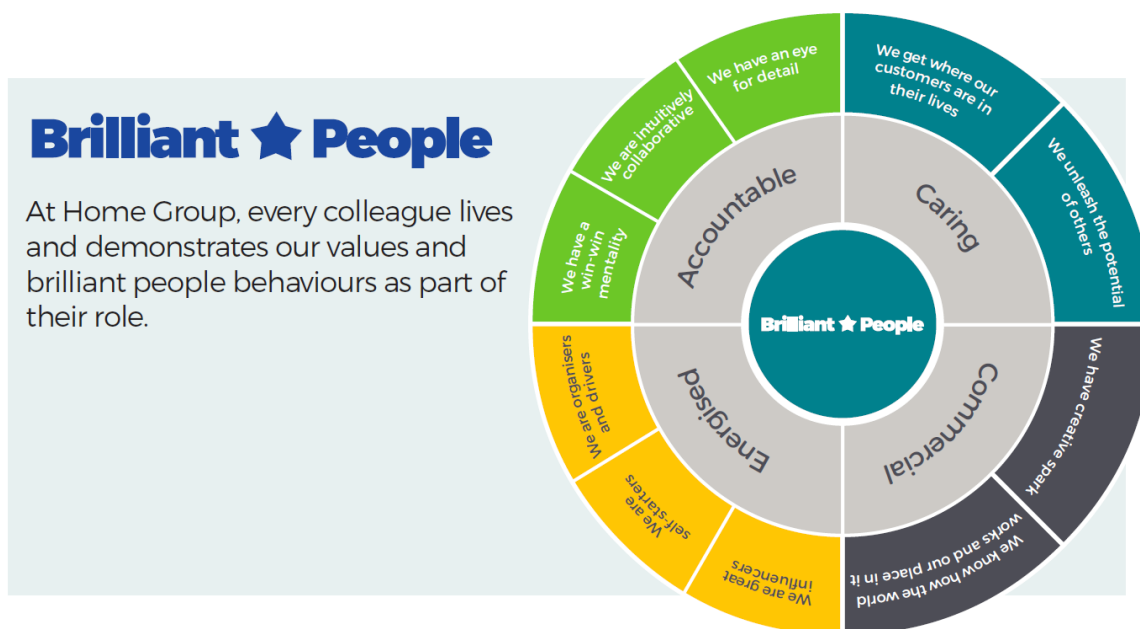 Brilliant ★ People
At Home Group, every colleague lives
and demonstrates our values and
brilliant people behaviours as part of
their role.
Brilliant ★ People
Accountable
We have a
win-win
mentality
We are intuitively
collaborative
We have an eye
for detail
Caring
We get where our
customers are in
their lives
We unleash the potential
of others
Commercial
We have creative spark
We know how the world
works and our place in it
Energised
We are great
influencers
We are
self-starters
We are organisers
and drivers